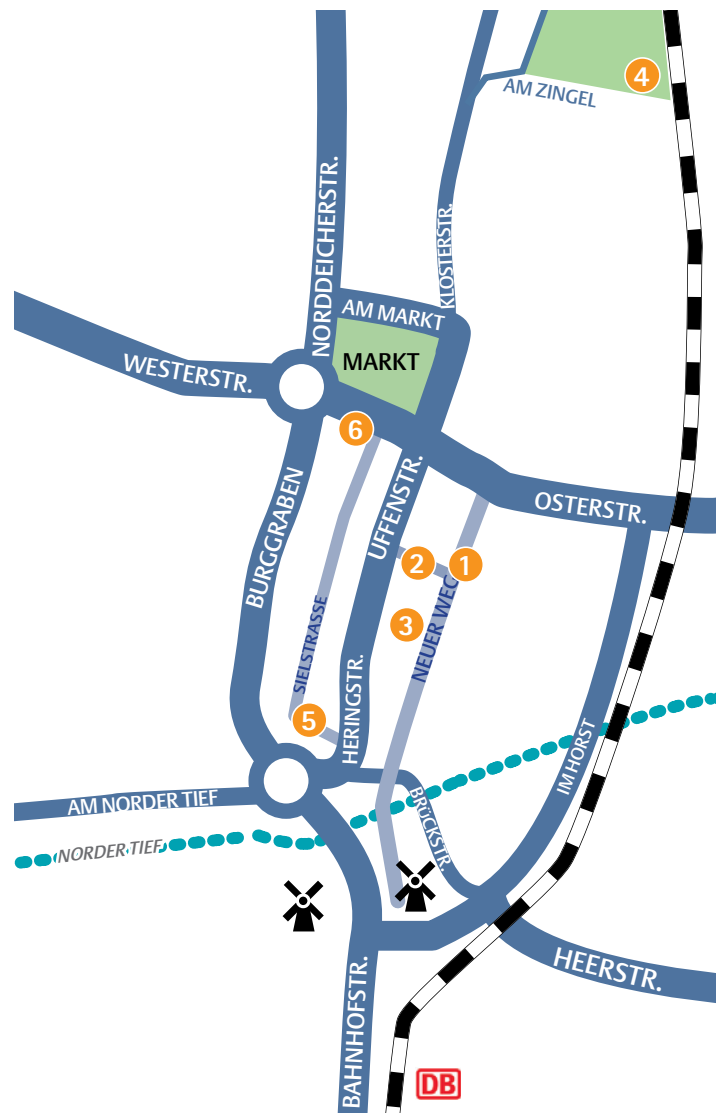 4
AM ZINGEL
NORDDEICHERSTR.
KLOSTERSTR.
AM MARKT
MARKT
WESTERSTR.
6
OSTERSTR.
UFFENSTR.
BURGGRABEN
2
1
3
NEUER WEG
SIELSTRASSE
5
HERINGSTR.
IM HORST
AM NORDER TIEF
BRÜCKSTR.
NORDER TIEF
HEERSTR.
BAHNHOFSTR.
DB